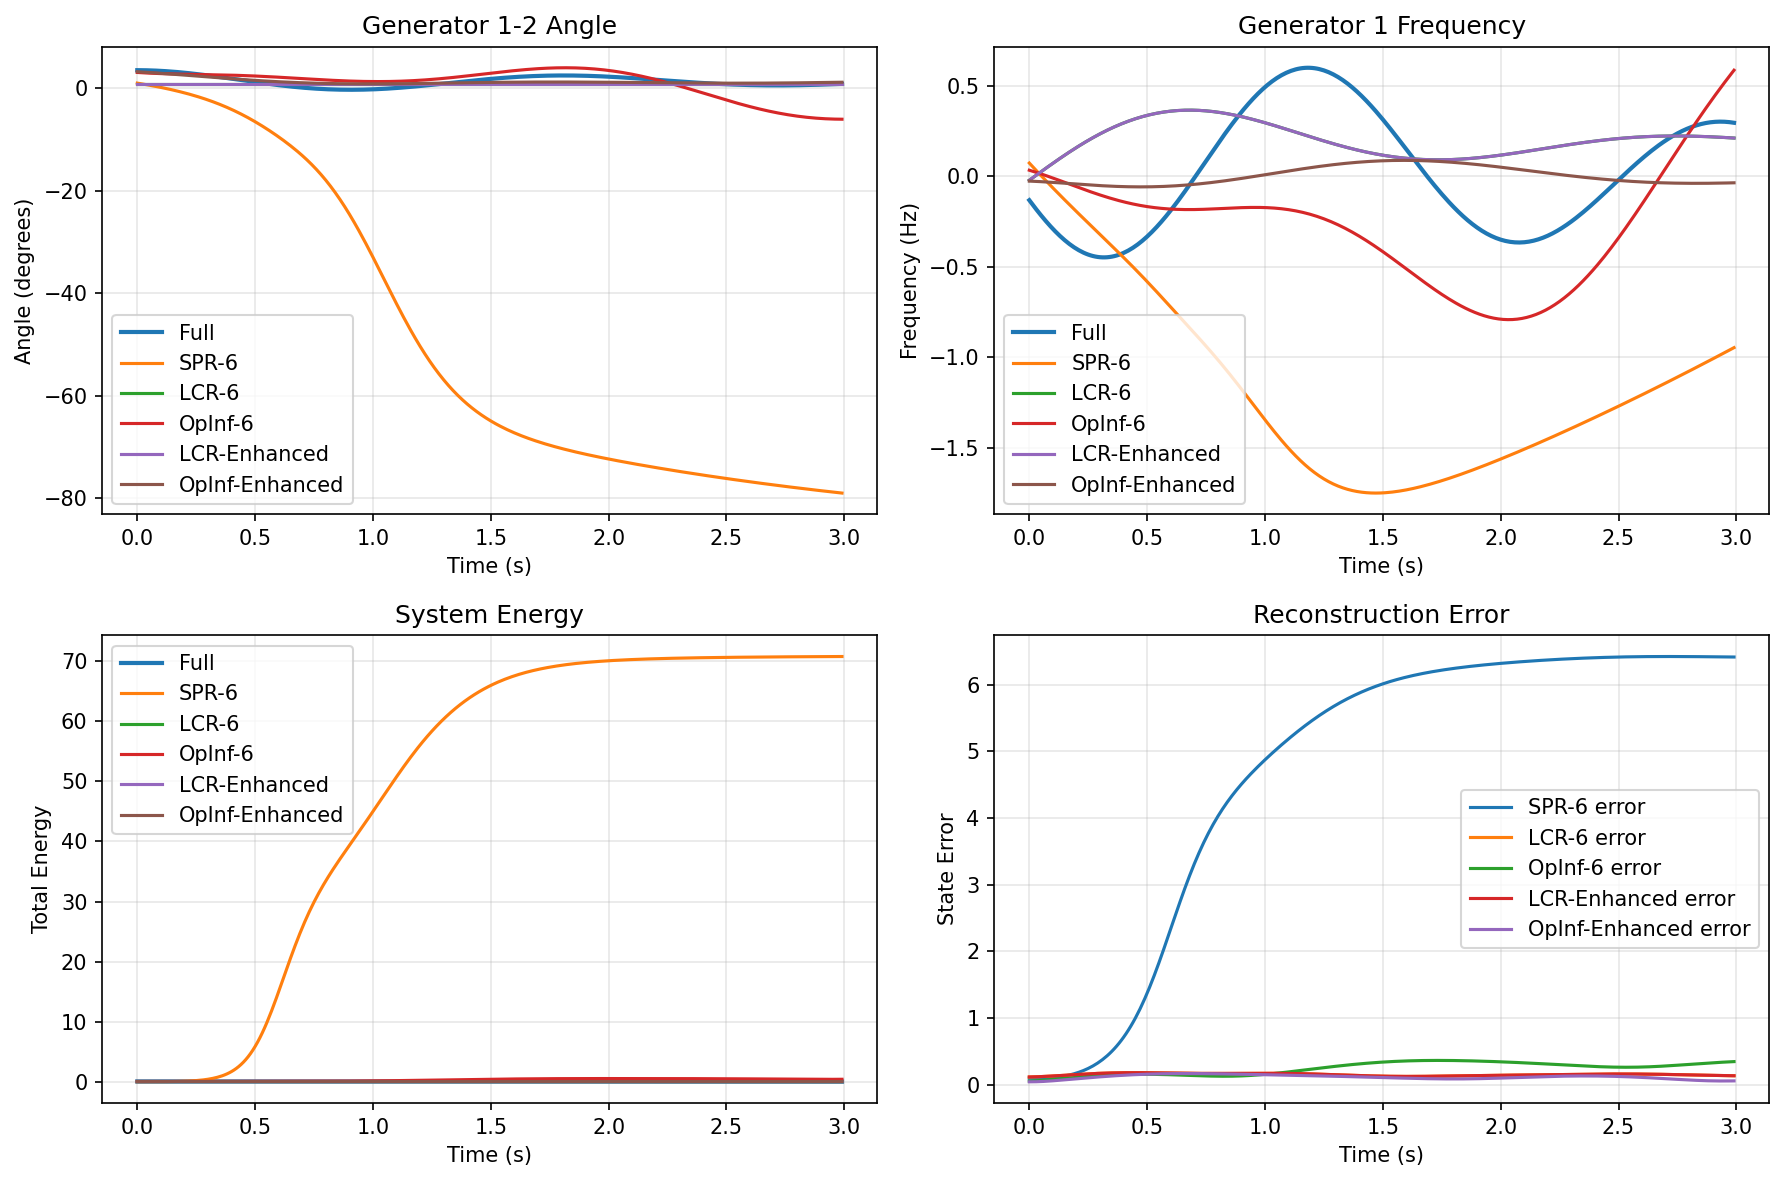 Generator 1-2 Angle
Angle (degrees)
0
−20
−40
−60
−80
Full
SPR-6
LCR-6
OpInf-6
LCR-Enhanced
OpInf-Enhanced
0.0 0.5 1.0 1.5 2.0 2.5 3.0
Time (s)
Generator 1 Frequency
Frequency (Hz)
0.5
0.0
−0.5
−1.0
−1.5
Full
SPR-6
LCR-6
OpInf-6
LCR-Enhanced
OpInf-Enhanced
0.0 0.5 1.0 1.5 2.0 2.5 3.0
Time (s)
System Energy
Total Energy
70
60
50
40
30
20
10
0
Full
SPR-6
LCR-6
OpInf-6
LCR-Enhanced
OpInf-Enhanced
0.0 0.5 1.0 1.5 2.0 2.5 3.0
Time (s)
Reconstruction Error
State Error
6
5
4
3
2
1
0
SPR-6 error
LCR-6 error
OpInf-6 error
LCR-Enhanced error
OpInf-Enhanced error
0.0 0.5 1.0 1.5 2.0 2.5 3.0
Time (s)